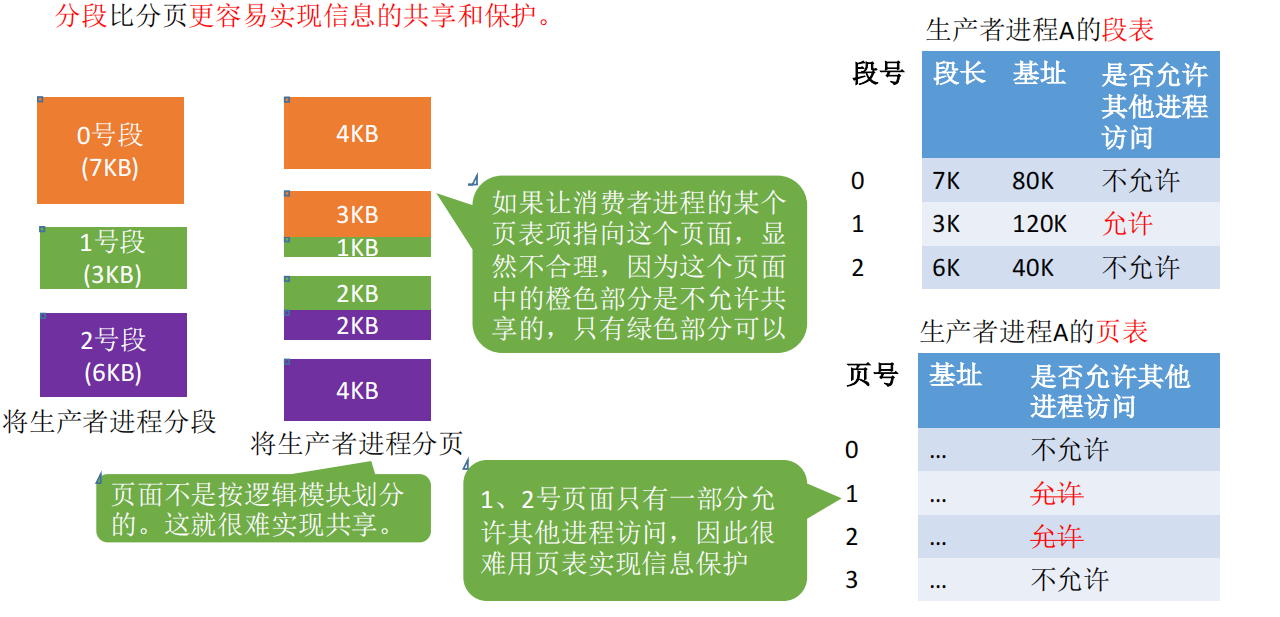 分段比分页更容易实现信息的共享和保护。
0号段
(7KB)
1号段
(3KB)
2号段
(6KB)
将生产者进程分段
4KB
3KB
1KB
2KB
2KB
4KB
将生产者进程分页
页面不是按逻辑模块划分
的。这就很难实现共享。
如果让消费者进程的某个
页表项指向这个页面，显
然不合理，因为这个页面
中的橙色部分是不允许共
享的，只有绿色部分可以
1、2号页面只有一部分允
许其他进程访问，因此很
难用页表实现信息保护
生产者进程A的段表
段号 段长 基址 是否允许
其他进程
访问
0 7K 80K 不允许
1 3K 120K 允许
2 6K 40K 不允许
生产者进程A的页表
页号 基址 是否允许其他
进程访问
0 ... 不允许
1 ... 允许
2 ... 允许
3 ... 不允许